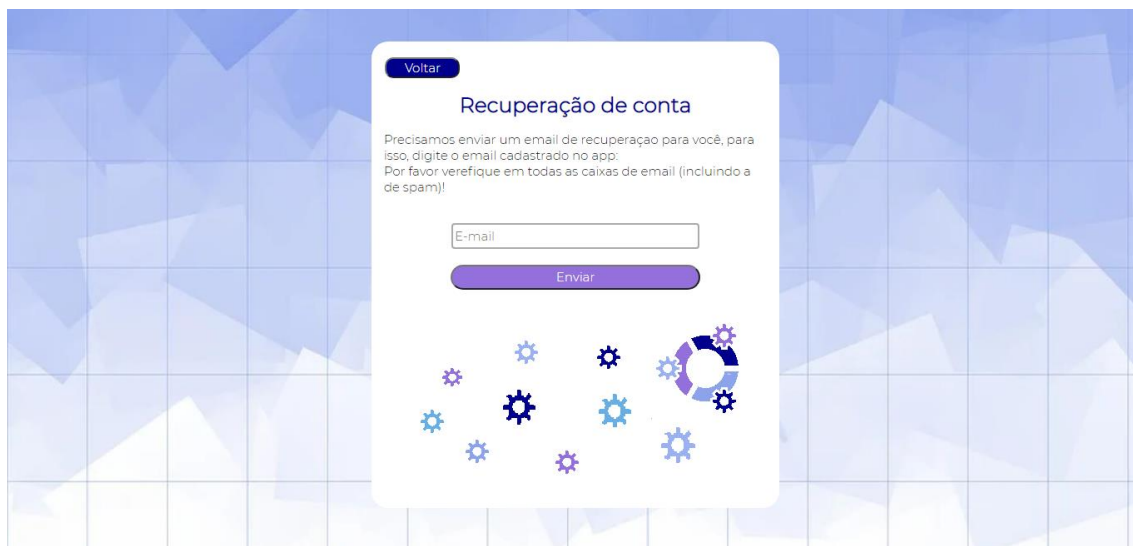 Voltar
Recuperação de conta
Precisamos enviar um email de recuperaçao para você, para
isso, digite o email cadastrado no app:
Por favor verefique em todas as caixas de email (incluindo a
de spam)!
E-mail
Enviar